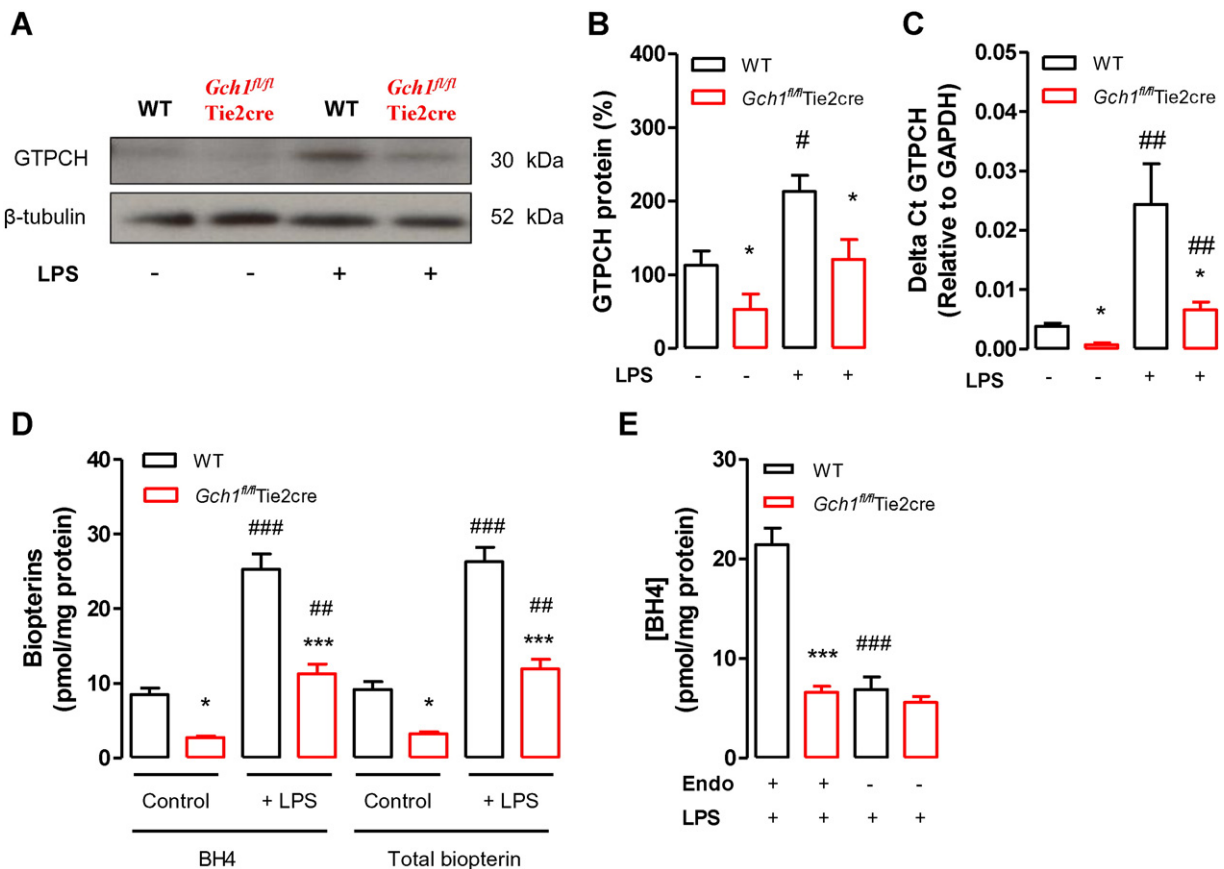 A
WT
Gch1fl/fl
Tie2cre
WT
Gch1fl/fl
Tie2cre
GTPCH
30 kDa
β-tubulin
52 kDa
LPS - - + +
B
WT
Gch1fl/flTie2cre
GTPCH protein (%)
400
300
200
100
0
#
*
*
LPS - - + +
C
WT
Gch1fl/flTie2cre
Delta Ct GTPCH
(Relative to GAPDH)
0.05
0.04
0.03
0.02
0.01
0.00
##
##
*
*
LPS - - + +
D
WT
Gch1fl/flTie2cre
Biopterins
(pmol/mg protein)
40
30
20
10
0
###
###
##
##
***
***
*
*
Control + LPS Control + LPS
BH4 Total biopterin
E
WT
Gch1fl/flTie2cre
[BH4]
(pmol/mg protein)
30
20
10
0
***
###
Endo + + - -
LPS + + + +